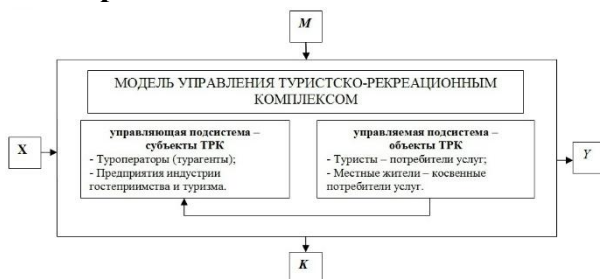 M
МОДЕЛЬ УПРАВЛЕНИЯ ТУРИСТСКО-РЕКРЕАЦИОННЫМ
КОМПЛЕКСОМ
X
управляющая подсистема –
субъекты ТРК
- Туроператоры (турагенты);
- Предприятия индустрии
гостеприимства и туризма.
управляемая подсистема –
объекты ТРК
- Туристы – потребители услуг;
- Местные жители – косвенные
потребители услуг.
Y
K